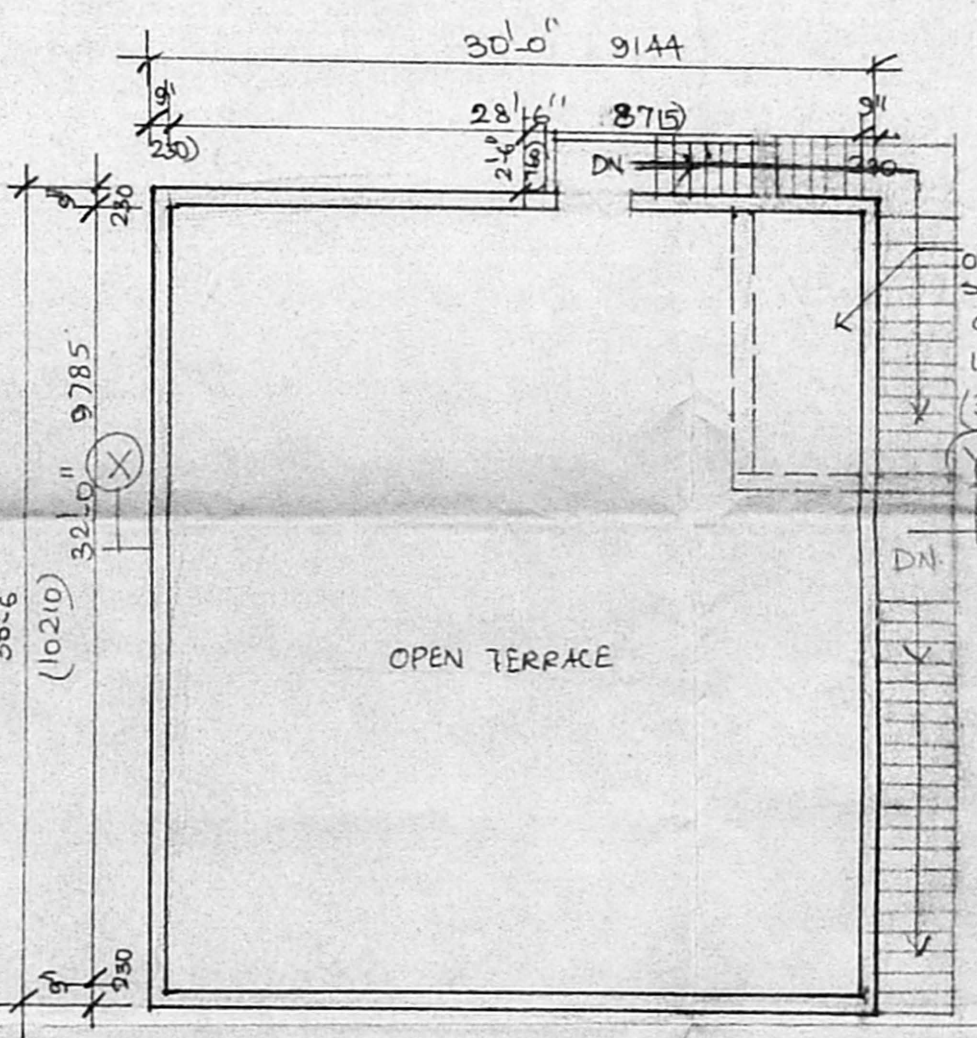 30'-0" 9144
9" 28'-6" 8715) 9"
230) 2'-6" DN 230
9" 230
32'-0" 9785
X
(10210)
DN
OPEN TERRACE
9" 230